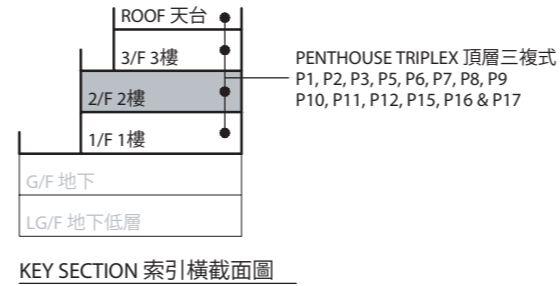 ROOF 天台
3/F 3樓
PENTHOUSE TRIPLEX 頂層三複式
P1, P2, P3, P5, P6, P7, P8, P9
2/F 2樓
P10, P11, P12, P15, P16 & P17
1/F 1樓
G/F 地下
LG/F 地下低層
KEY SECTION 索引橫截面圖